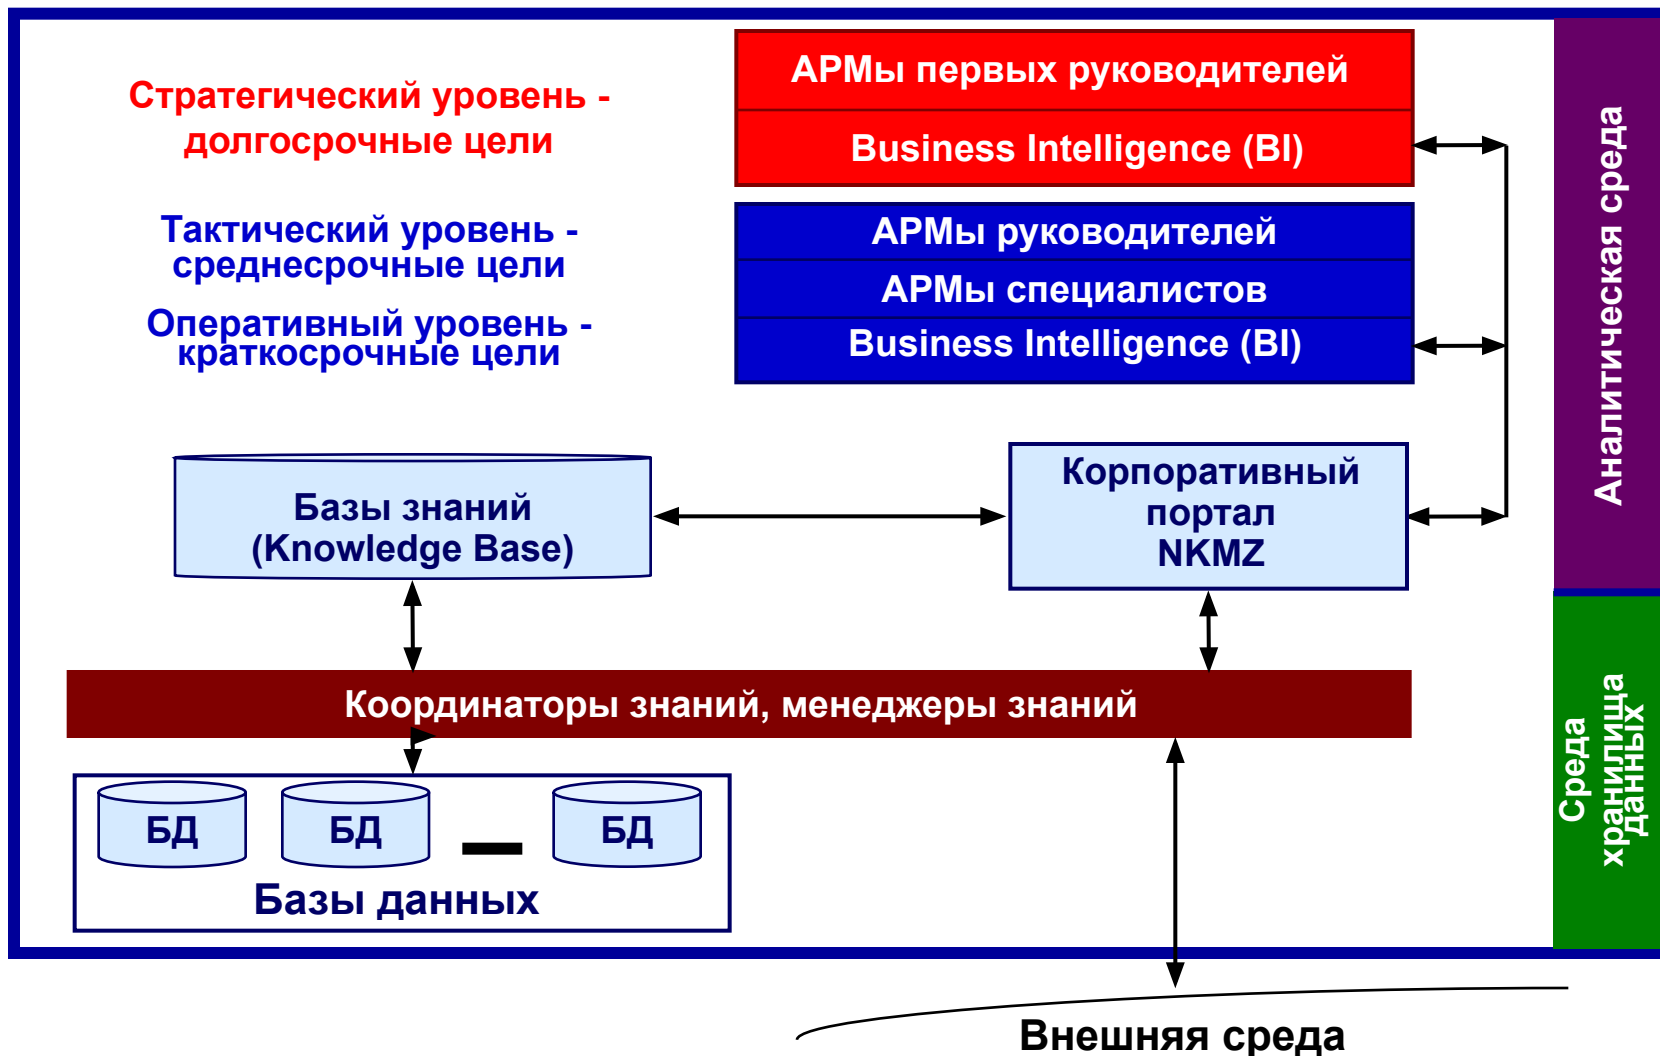 Стратегический уровень -
долгосрочные цели
АРМы первых руководителей
Business Intelligence (BI)
Тактический уровень -
среднесрочные цели
Оперативный уровень -
краткосрочные цели
АРМы руководителей
АРМы специалистов
Business Intelligence (BI)
Аналитическая среда
Базы знаний
(Knowledge Base)
Корпоративный
портал
NKMZ
Координаторы знаний, менеджеры знаний
Среда
хранилища
данных
БД
БД
БД
Базы данных
Внешняя среда